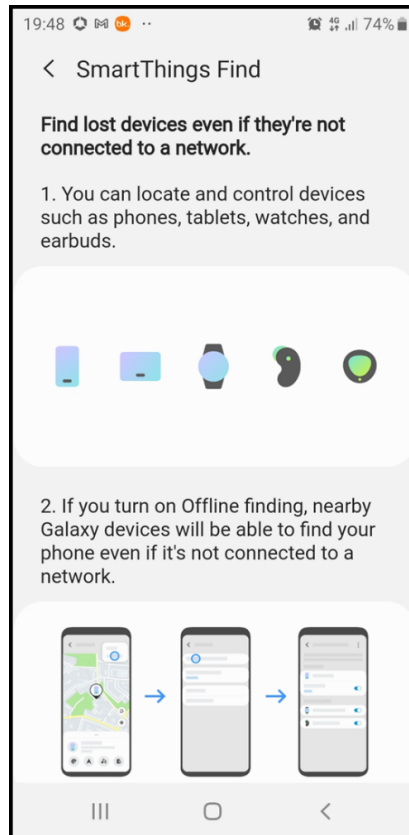 19:48 bk. 4G 74%
SmartThings Find
Find lost devices even if they're not
connected to a network.
1. You can locate and control devices
such as phones, tablets, watches, and
earbuds.
2. If you turn on Offline finding, nearby
Galaxy devices will be able to find your
phone even if it's not connected to a
network.